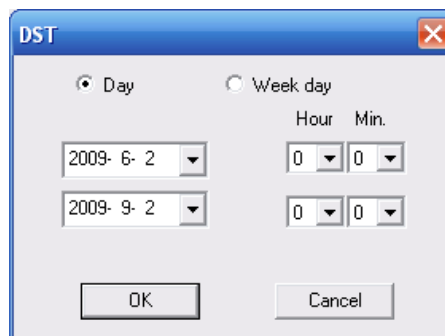 DST
Day Week day
Hour Min.
2009- 6- 2 0 0
2009- 9- 2 0 0
OK Cancel